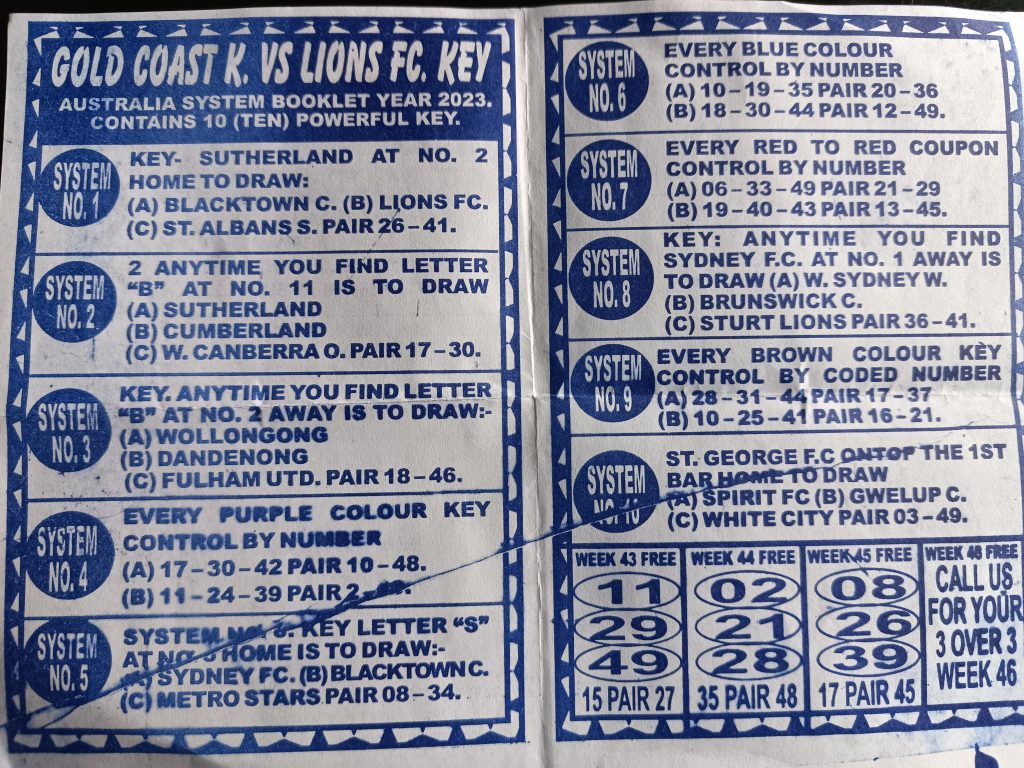 GOLD COAST K. VS LIONS FC. KEY
AUSTRALIA SYSTEM BOOKLET YEAR 2023.
CONTAINS 10 (TEN) POWERFUL KEY.
SYSTEM NO. 1
KEY- SUTHERLAND AT NO. 2
HOME TO DRAW:
(A) BLACKTOWN C. (B) LIONS FC.
(C) ST. ALBANS S. PAIR 26 – 41.
SYSTEM NO. 2
2 ANYTIME YOU FIND LETTER
"B" AT NO. 11 IS TO DRAW
(A) SUTHERLAND
(B) CUMBERLAND
(C) W. CANBERRA O. PAIR 17 – 30.
SYSTEM NO. 3
KEY. ANYTIME YOU FIND LETTER
"B" AT NO. 2 AWAY IS TO DRAW:-
(A) WOLLONGONG
(B) DANDENONG
(C) FULHAM UTD. PAIR 18 – 46.
SYSTEM NO. 4
EVERY PURPLE COLOUR KEY
CONTROL BY NUMBER
(A) 17 – 30 – 42 PAIR 10 – 48.
(B) 11 – 24 – 39 PAIR
SYSTEM NO. 5
SYSTEM NO. KEY LETTER "S"
AT NO HOME IS TO DRAW:-
SYDNEY FC. (B) BLACKTOWN C.
(C) METRO STARS PAIR 08 – 34.
SYSTEM NO. 6
EVERY BLUE COLOUR
CONTROL BY NUMBER
(A) 10 – 19 – 35 PAIR 20 – 36
(B) 18 – 30 – 44 PAIR 12 – 49.
SYSTEM NO. 7
EVERY RED TO RED COUPON
CONTROL BY NUMBER
(A) 06 – 33 – 49 PAIR 21 – 29
(B) 19 – 40 – 43 PAIR 13 – 45.
SYSTEM NO. 8
KEY: ANYTIME YOU FIND
SYDNEY F.C. AT NO. 1 AWAY IS
TO DRAW (A) W. SYDNEY W.
(B) BRUNSWICK C.
(C) STURT LIONS PAIR 36 – 41.
SYSTEM NO. 9
EVERY BROWN COLOUR KEY
CONTROL BY CODED NUMBER
(A) 28 – 31 – 44 PAIR 17 – 37
(B) 10 – 25 – 41 PAIR 16 – 21.
SYSTEM NO. 10
ST. GEORGE F.C ONTOP THE 1ST
BAR HOME TO DRAW
(A) SPIRIT FC (B) GWELUP C.
(C) WHITE CITY PAIR 03 – 49.
WEEK 43 FREE
11
29
49
15 PAIR 27
WEEK 44 FREE
02
21
28
35 PAIR 48
WEEK 45 FREE
08
26
39
17 PAIR 45
WEEK 46 FREE
CALL US
FOR YOUR
3 OVER 3
WEEK 46